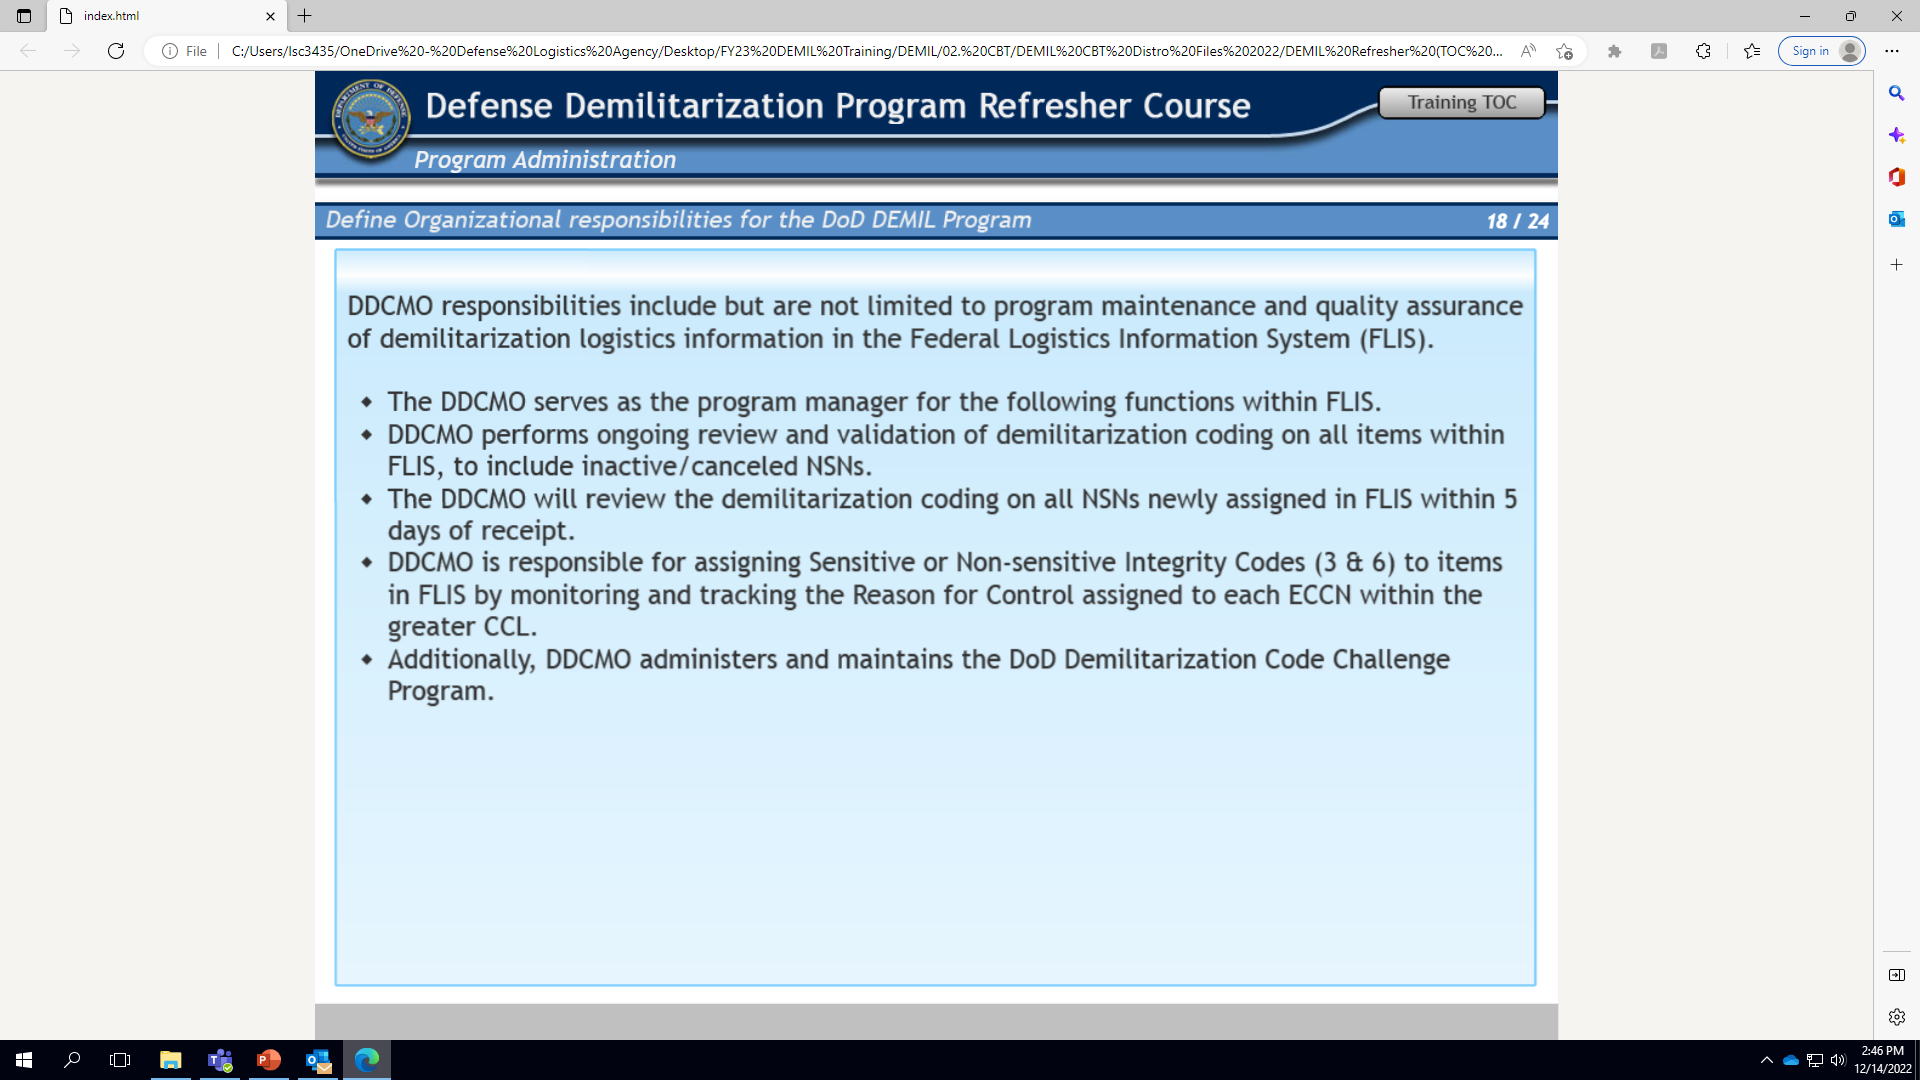 index.html
File
C:/Users/lsc3435/OneDrive%20-%20Defense%20Logistics%20Agency/Desktop/FY23%20DEMIL%20Training/DEMIL/02.%20CBT/DEMIL%20CBT%20Distro%20Files%202022/DEMIL%20Refresher%20(TOC%20...
Sign in
Defense Demilitarization Program Refresher Course
Training TOC
Program Administration
Define Organizational responsibilities for the DoD DEMIL Program
18 / 24
DDCMO responsibilities include but are not limited to program maintenance and quality assurance
of demilitarization logistics information in the Federal Logistics Information System (FLIS).
◆ The DDCMO serves as the program manager for the following functions within FLIS.
◆ DDCMO performs ongoing review and validation of demilitarization coding on all items within
FLIS, to include inactive/canceled NSNs.
◆ The DDCMO will review the demilitarization coding on all NSNs newly assigned in FLIS within 5
days of receipt.
◆ DDCMO is responsible for assigning Sensitive or Non-sensitive Integrity Codes (3 & 6) to items
in FLIS by monitoring and tracking the Reason for Control assigned to each ECCN within the
greater CCL.
◆ Additionally, DDCMO administers and maintains the DoD Demilitarization Code Challenge
Program.
2:46 PM
12/14/2022